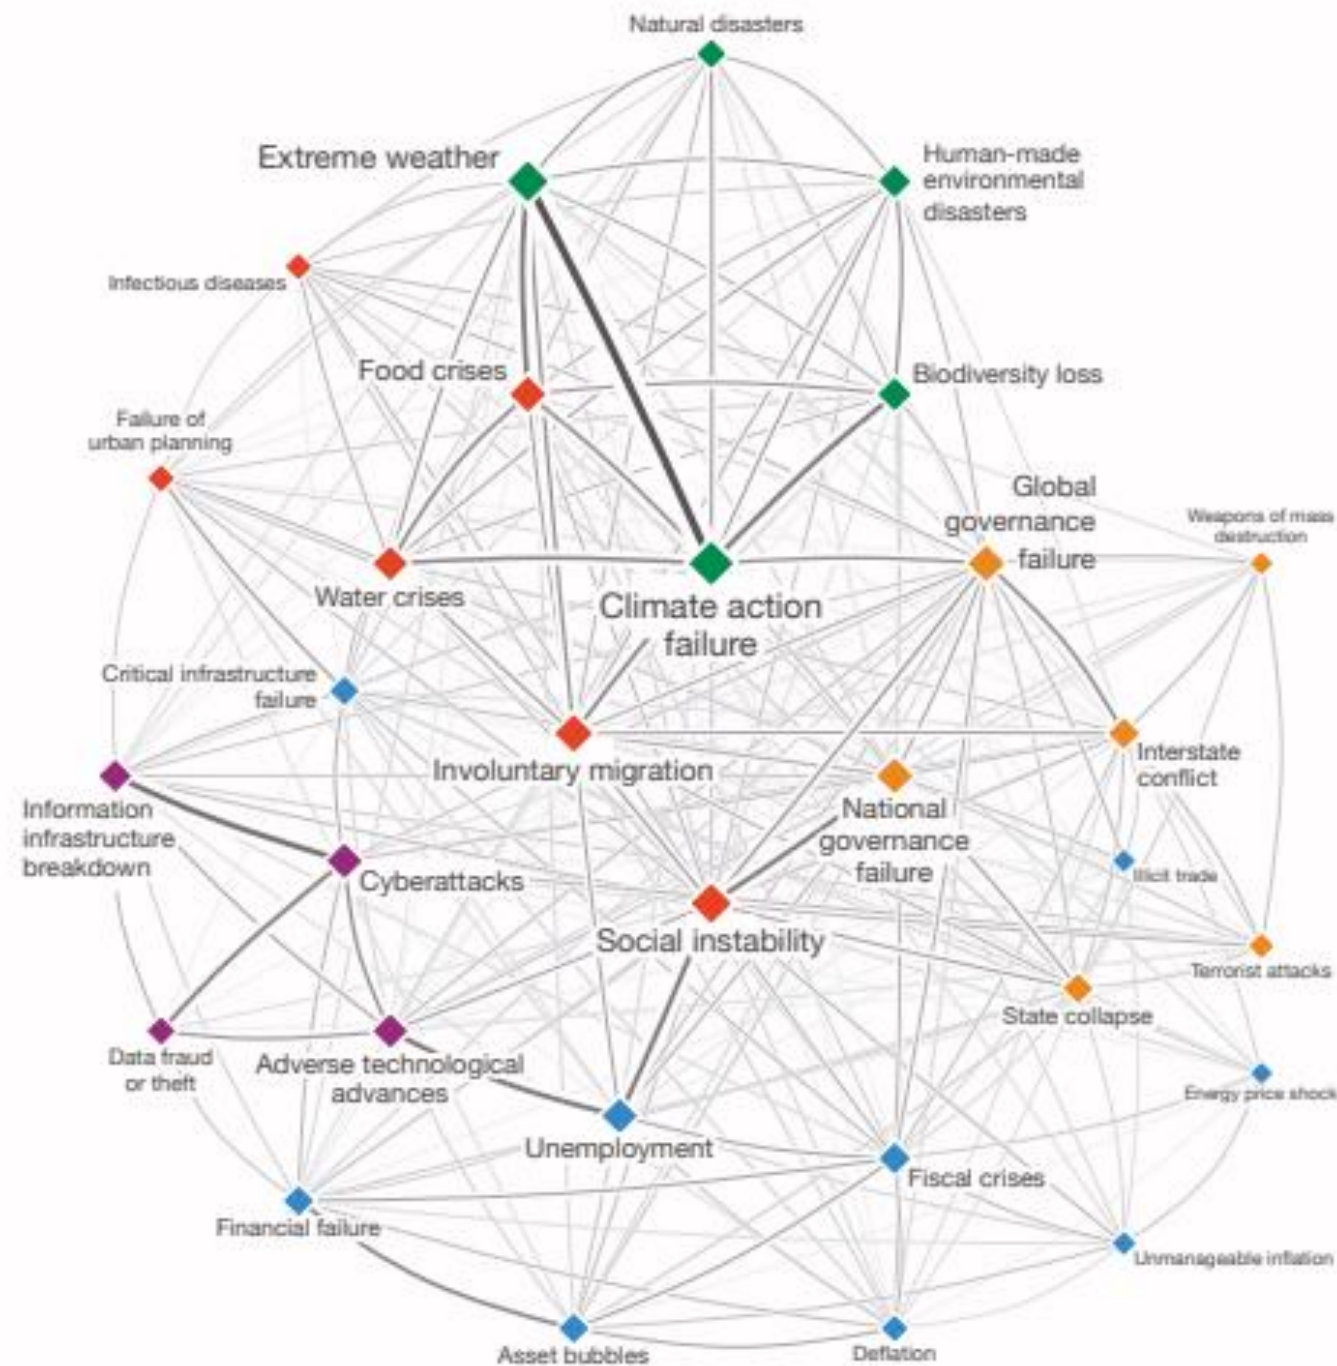 Natural disasters
Extreme weather
Human-made
environmental
disasters
Infectious diseases
Food crises
Biodiversity loss
Failure of
urban planning
Global
governance
failure
Weapons of mass
destruction
Water crises
Climate action
failure
Critical infrastructure
failure
Involuntary migration
Interstate
conflict
Information
infrastructure
breakdown
National
governance
failure
Cyberattacks
Illicit trade
Social instability
Terrorist attacks
State collapse
Data fraud
or theft
Adverse technological
advances
Energy price shock
Unemployment
Fiscal crises
Financial failure
Unmanageable inflation
Asset bubbles
Deflation